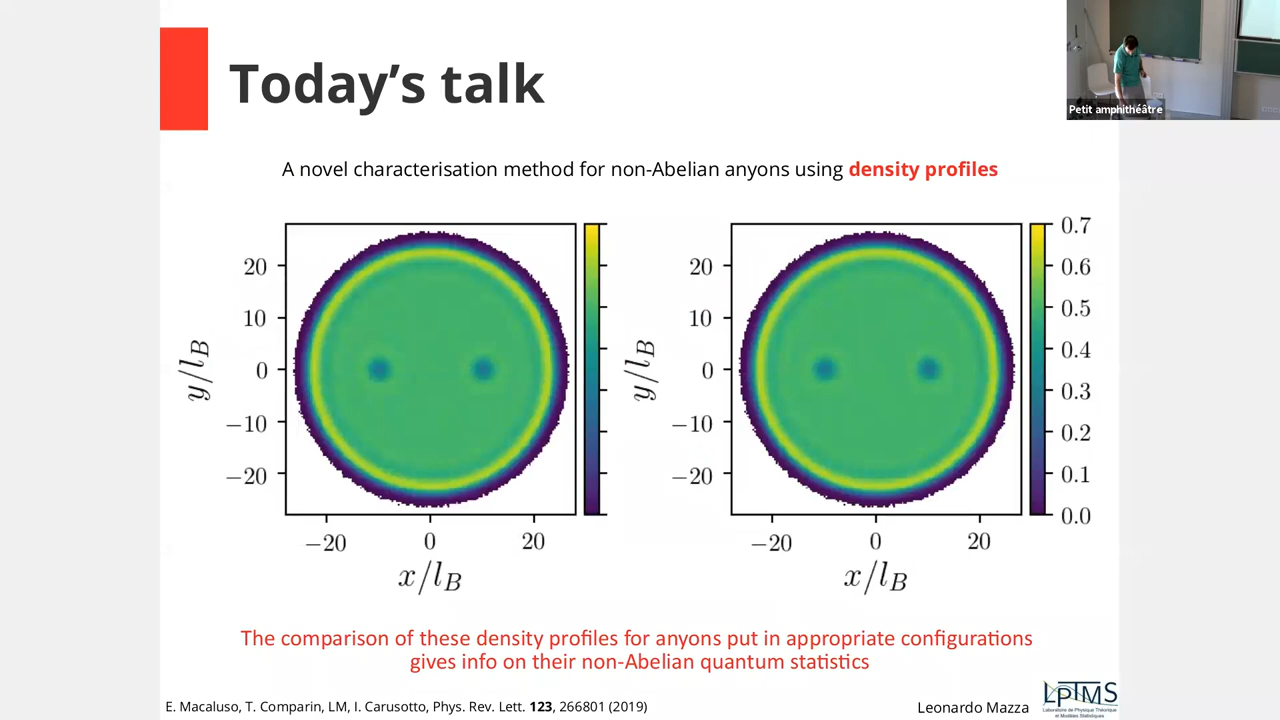 Today's talk
Petit amphithéâtre
A novel characterisation method for non-Abelian anyons using density profiles
20
10
0
−10
−20
y/l_B
−20
0
20
x/l_B
20
10
0
−10
−20
y/l_B
−20
0
20
x/l_B
0.7
0.6
0.5
0.4
0.3
0.2
0.1
0.0
The comparison of these density profiles for anyons put in appropriate configurations
gives info on their non-Abelian quantum statistics
E. Macaluso, T. Comparin, LM, I. Carusotto, Phys. Rev. Lett. 123, 266801 (2019)
Leonardo Mazza
LPTMS
Laboratoire de Physique Théorique
et Modèles Statistiques